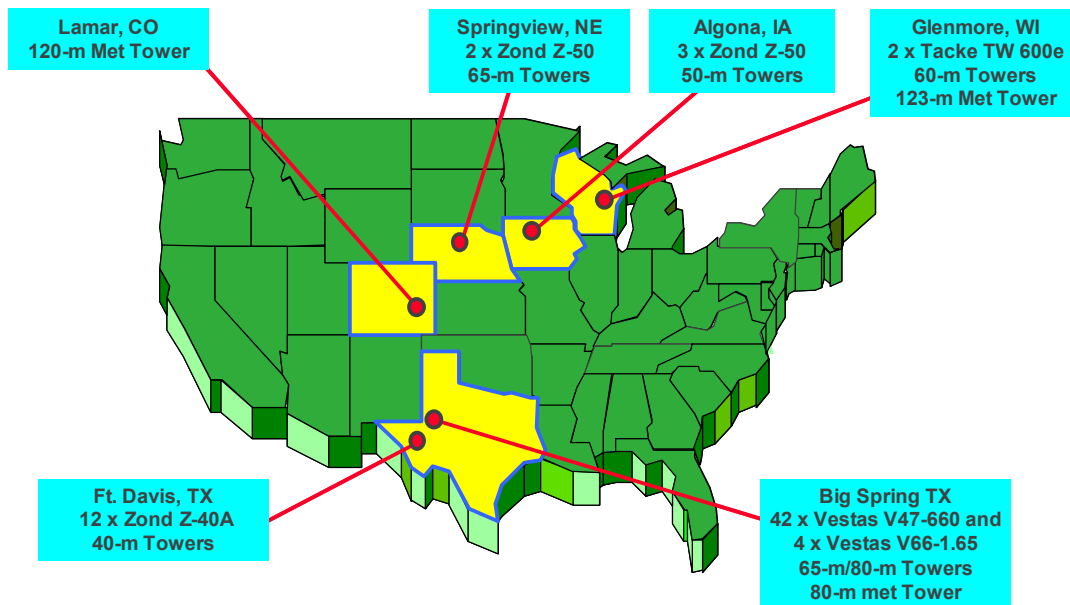 Lamar, CO
120-m Met Tower
Springview, NE
2 x Zond Z-50
65-m Towers
Algona, IA
3 x Zond Z-50
50-m Towers
Glenmore, WI
2 x Tacke TW 600e
60-m Towers
123-m Met Tower
Ft. Davis, TX
12 x Zond Z-40A
40-m Towers
Big Spring TX
42 x Vestas V47-660 and
4 x Vestas V66-1.65
65-m/80-m Towers
80-m met Tower